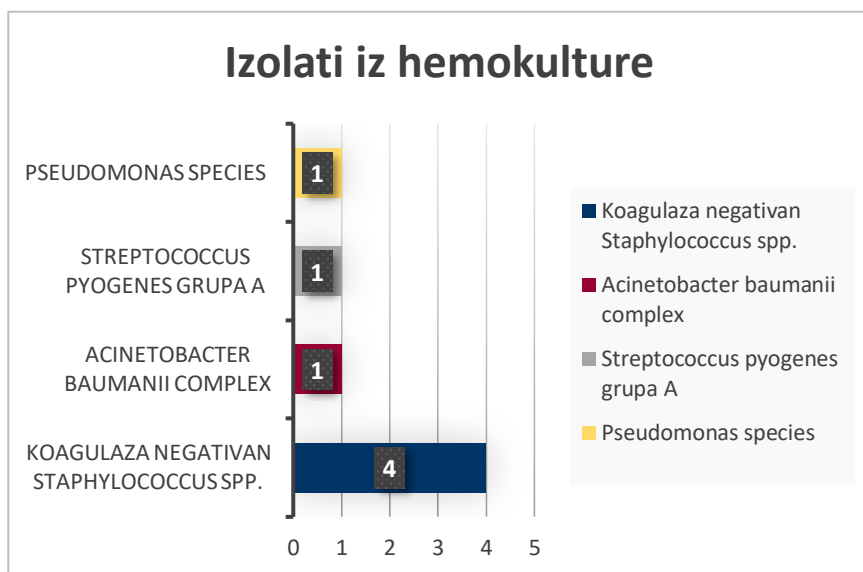 Izolati iz hemokulture
PSEUDOMONAS SPECIES
1
STREPTOCOCCUS
PYOGENES GRUPA A
1
ACINETOBACTER
BAUMANII COMPLEX
1
KOAGULAZA NEGATIVAN
STAPHYLOCOCCUS SPP.
4
0 1 2 3 4 5
Koagulaza negativan
Staphylococcus spp.
Acinetobacter baumanii
complex
Streptococcus pyogenes
grupa A
Pseudomonas species